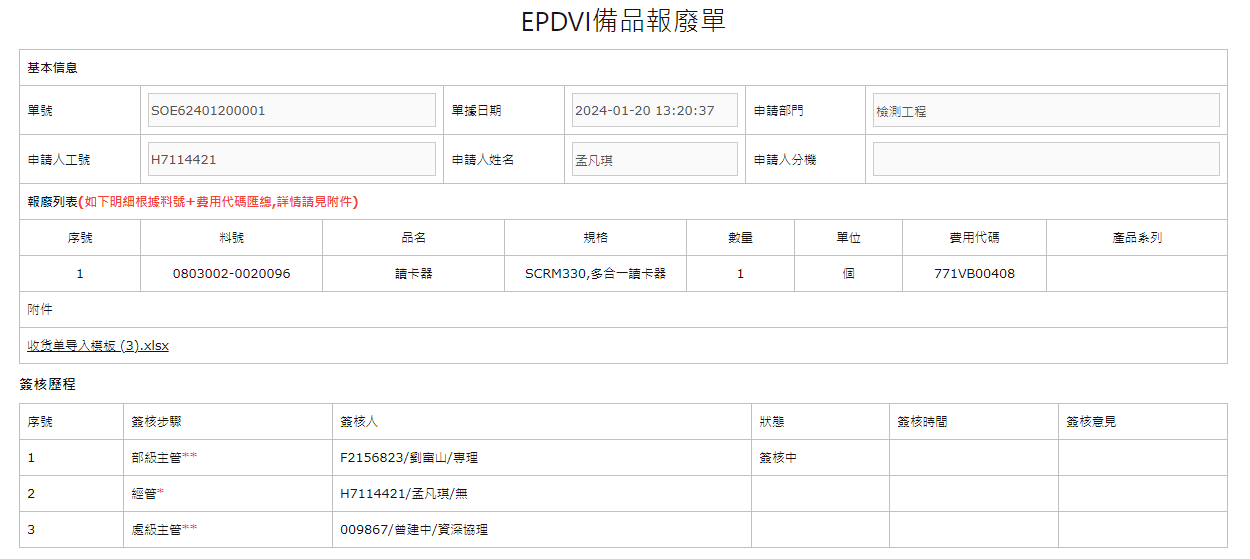 EPDVI備品報廢單
基本信息
單號 SOE62401200001 單據日期 2024-01-20 13:20:37 申請部門 檢測工程
申請人工號 H7114421 申請人姓名 孟凡琪 申請人分機
報廢列表(如下明細根據料號+費用代碼匯總,詳情請見附件)
序號 料號 品名 規格 數量 單位 費用代碼 產品系列
1 0803002-0020096 讀卡器 SCRM330,多合一讀卡器 1 個 771VB00408
附件
收货单导入模板 (3).xlsx
簽核歷程
序號 簽核步驟 簽核人 狀態 簽核時間 簽核意見
1 部級主管** F2156823/劉富山/專理 簽核中
2 經管* H7114421/孟凡琪/無
3 處級主管** 009867/曾建中/資深協理